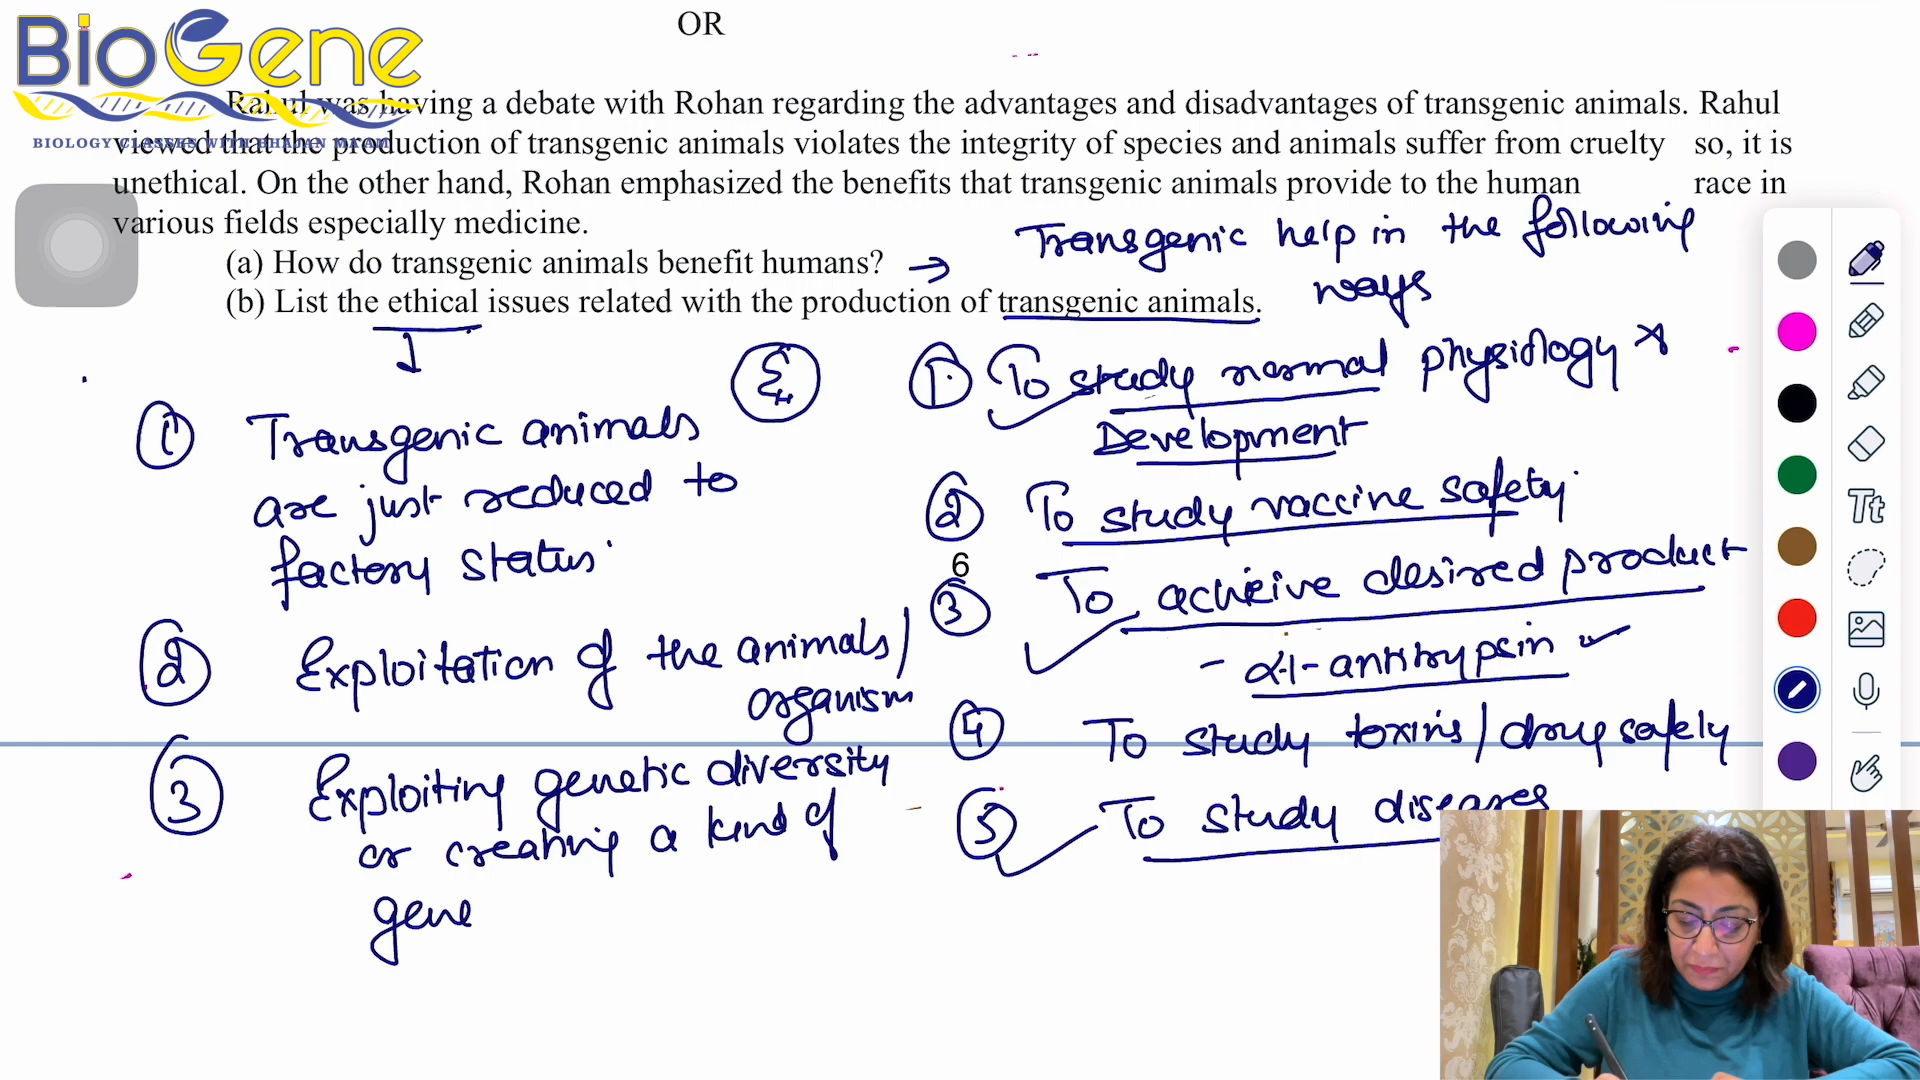 BioGene
BIOLOGY CLASSES WITH BHAJAN MA'AM
OR
Rahul was having a debate with Rohan regarding the advantages and disadvantages of transgenic animals. Rahul
viewed that the production of transgenic animals violates the integrity of species and animals suffer from cruelty so, it is
unethical. On the other hand, Rohan emphasized the benefits that transgenic animals provide to the human race in
various fields especially medicine.
(a) How do transgenic animals benefit humans? →
(b) List the ethical issues related with the production of transgenic animals.
Transgenic help in the following
ways
① Transgenic animals
are just reduced to
factory status
② Exploitation of the animals/
organism
③ Exploiting genetic diversity
or creating a kind of
gene
① To study normal physiology &
Development
② To study vaccine safety
6
③ To acheive desired product
- α-1-antitrypsin ✓
④ To study toxins/drug safely
⑤ To study diseases
Tt